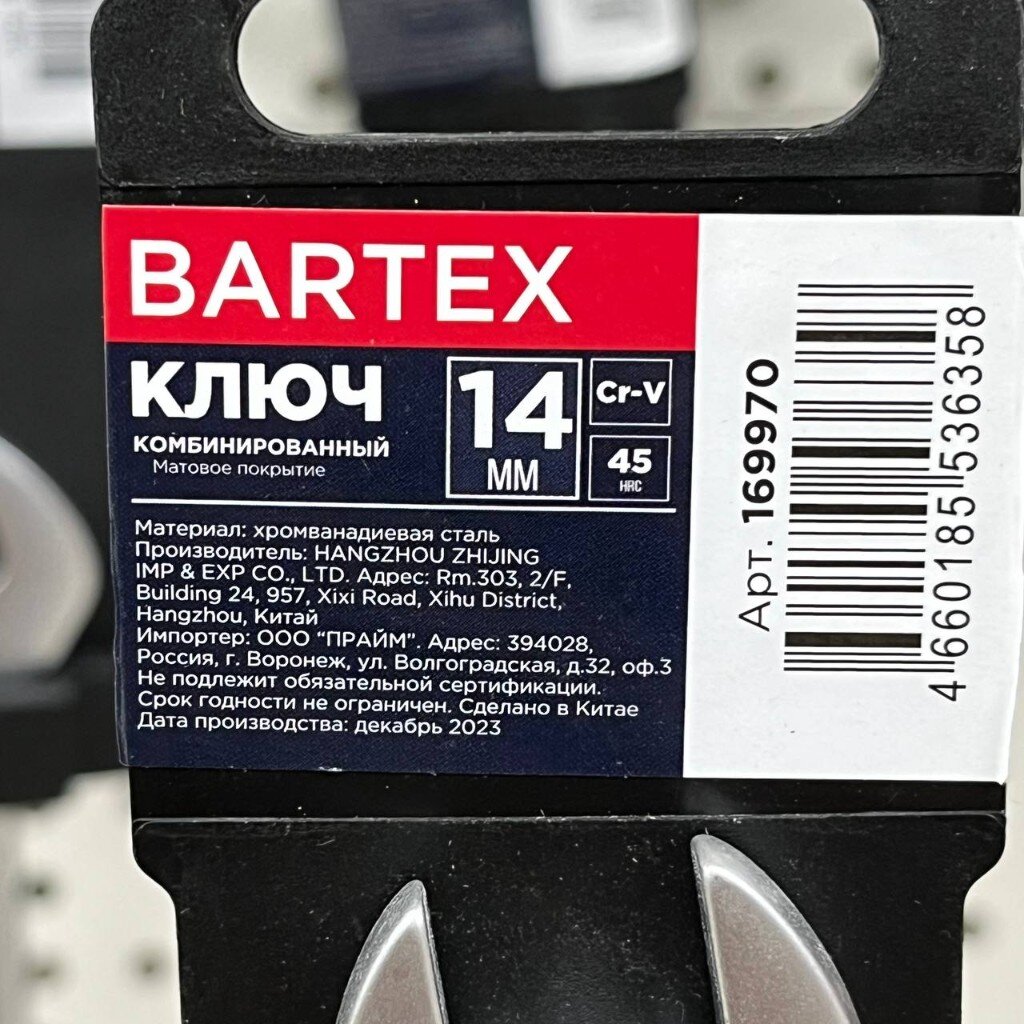 BARTEX
КЛЮЧ
КОМБИНИРОВАННЫЙ
Матовое покрытие
14
ММ
Cr-V
45
HRC
Материал: хромванадиевая сталь
Производитель: HANGZHOU ZHIJING
IMP & EXP CO., LTD. Адрес: Rm.303, 2/F,
Building 24, 957, Xixi Road, Xihu District,
Hangzhou, Китай
Импортер: ООО "ПРАЙМ". Адрес: 394028,
Россия, г. Воронеж, ул. Волгоградская, д.32, оф.3
Не подлежит обязательной сертификации.
Срок годности не ограничен. Сделано в Китае
Дата производства: декабрь 2023
Арт. 169970
4 660185 536358